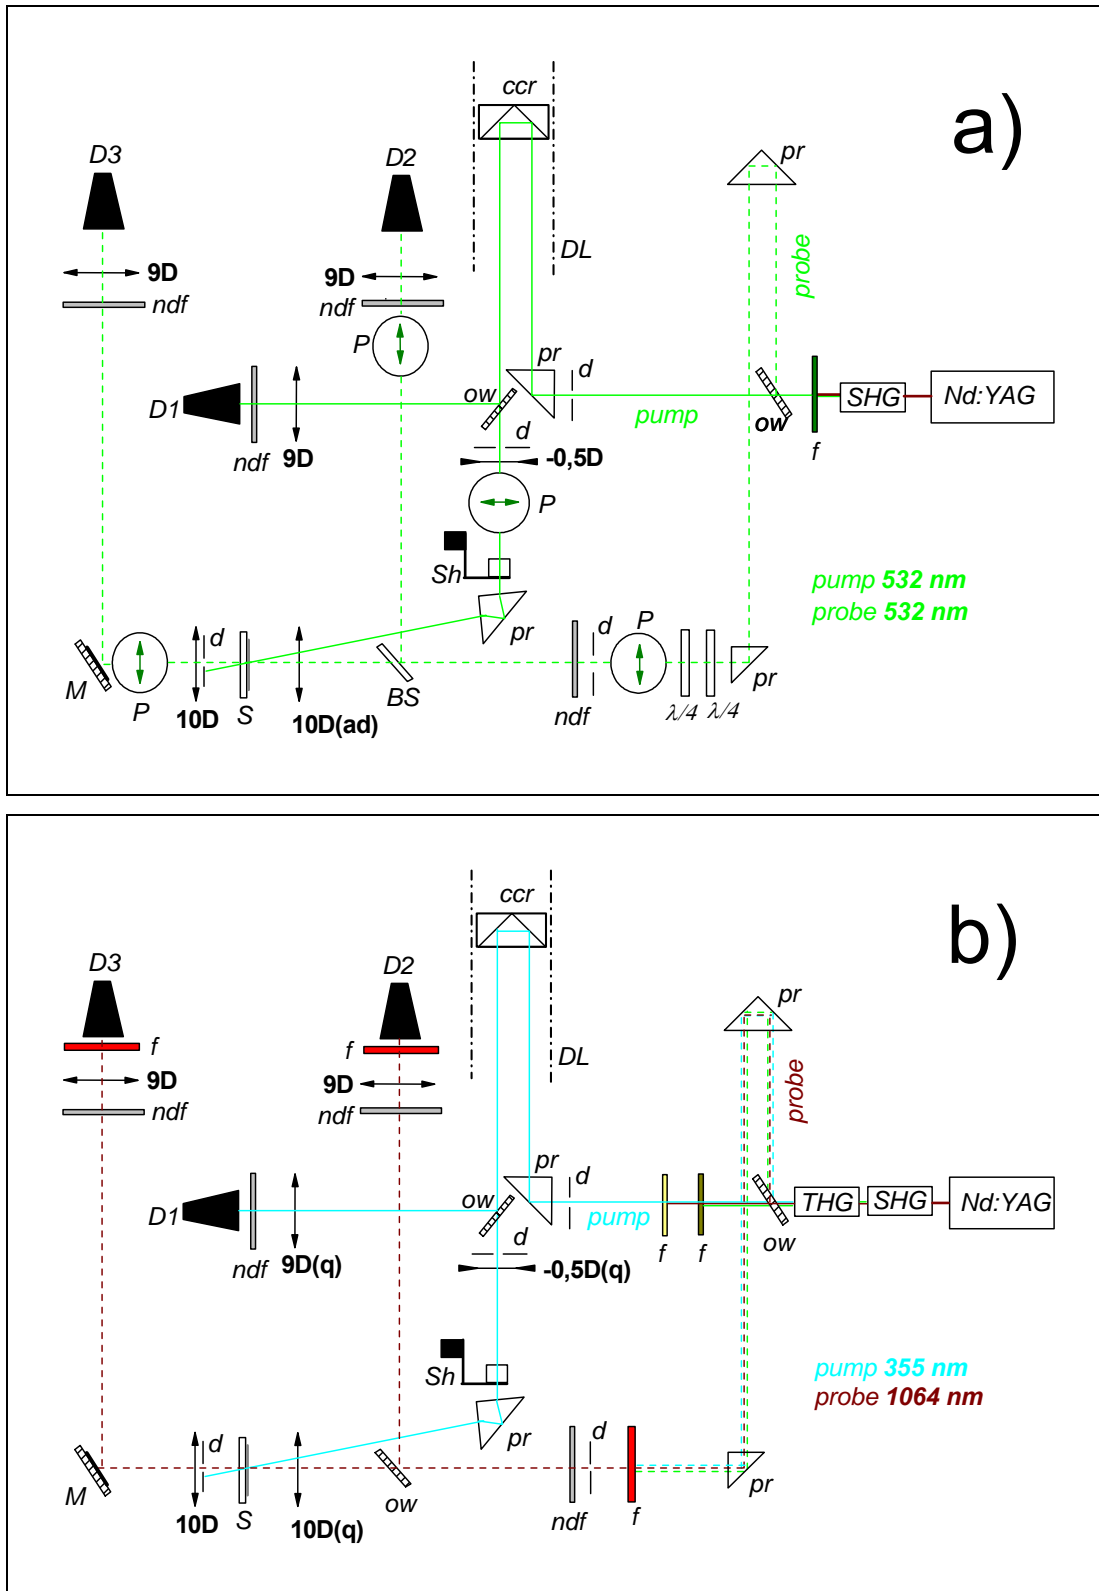 a)
ccr
D3
D2
pr
DL
probe
9D
9D
ndf
ndf
P
pr
d
D1
ow
pump
ow
SHG
Nd:YAG
f
ndf
9D
d
-0,5D
P
Sh
pump 532 nm
probe 532 nm
pr
d
d
P
M
P
10D
S
10D(ad)
BS
ndf
λ/4
λ/4
pr
b)
ccr
D3
D2
pr
f
f
DL
probe
9D
9D
ndf
ndf
pr
d
D1
ow
pump
THG
SHG
Nd:YAG
f
f
ow
ndf
9D(q)
d
-0,5D(q)
Sh
pump 355 nm
probe 1064 nm
pr
d
d
pr
M
10D
S
10D(q)
ow
ndf
f